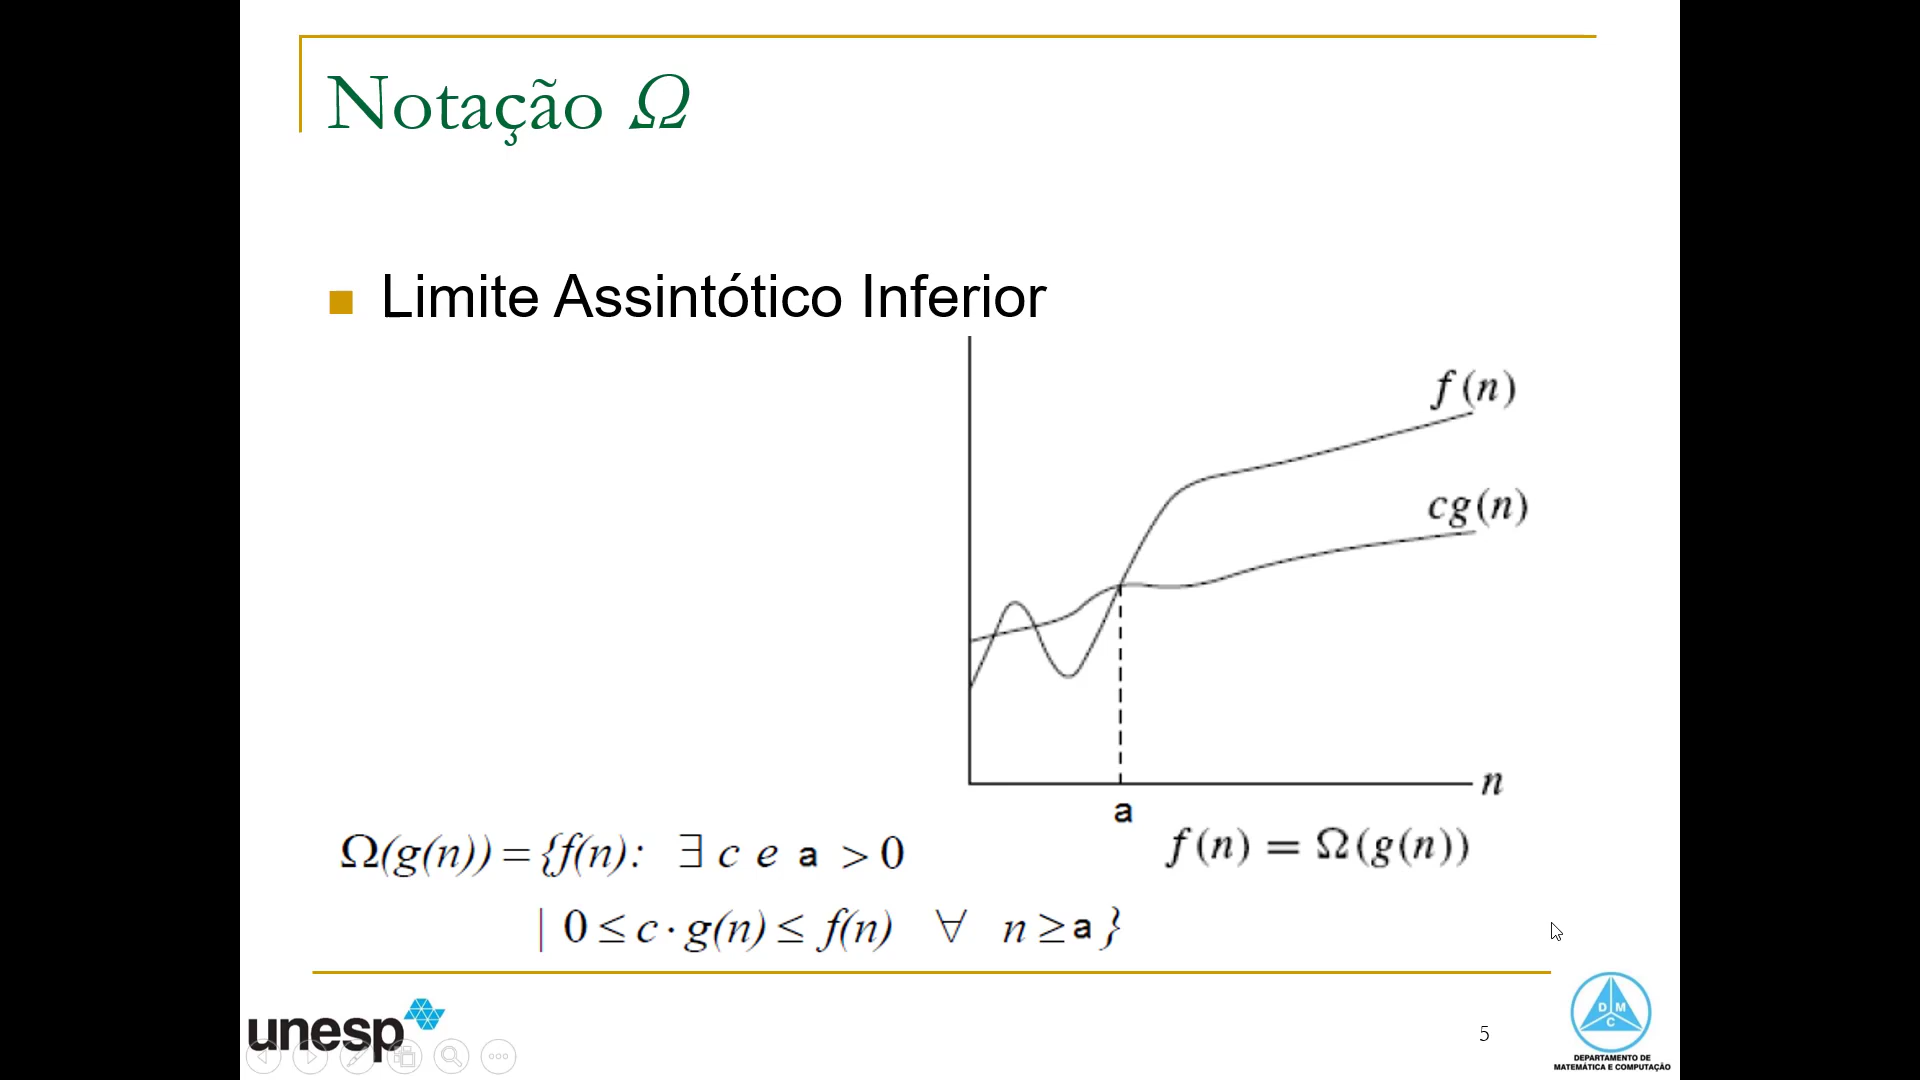 Notação Ω
Limite Assintótico Inferior
f(n)
cg(n)
n
a
f(n) = Ω(g(n))
Ω(g(n)) = {f(n): ∃ c e a > 0
| 0 ≤ c · g(n) ≤ f(n) ∀ n ≥ a }
unesp
5
D M
C
DEPARTAMENTO DE
MATEMÁTICA E COMPUTAÇÃO